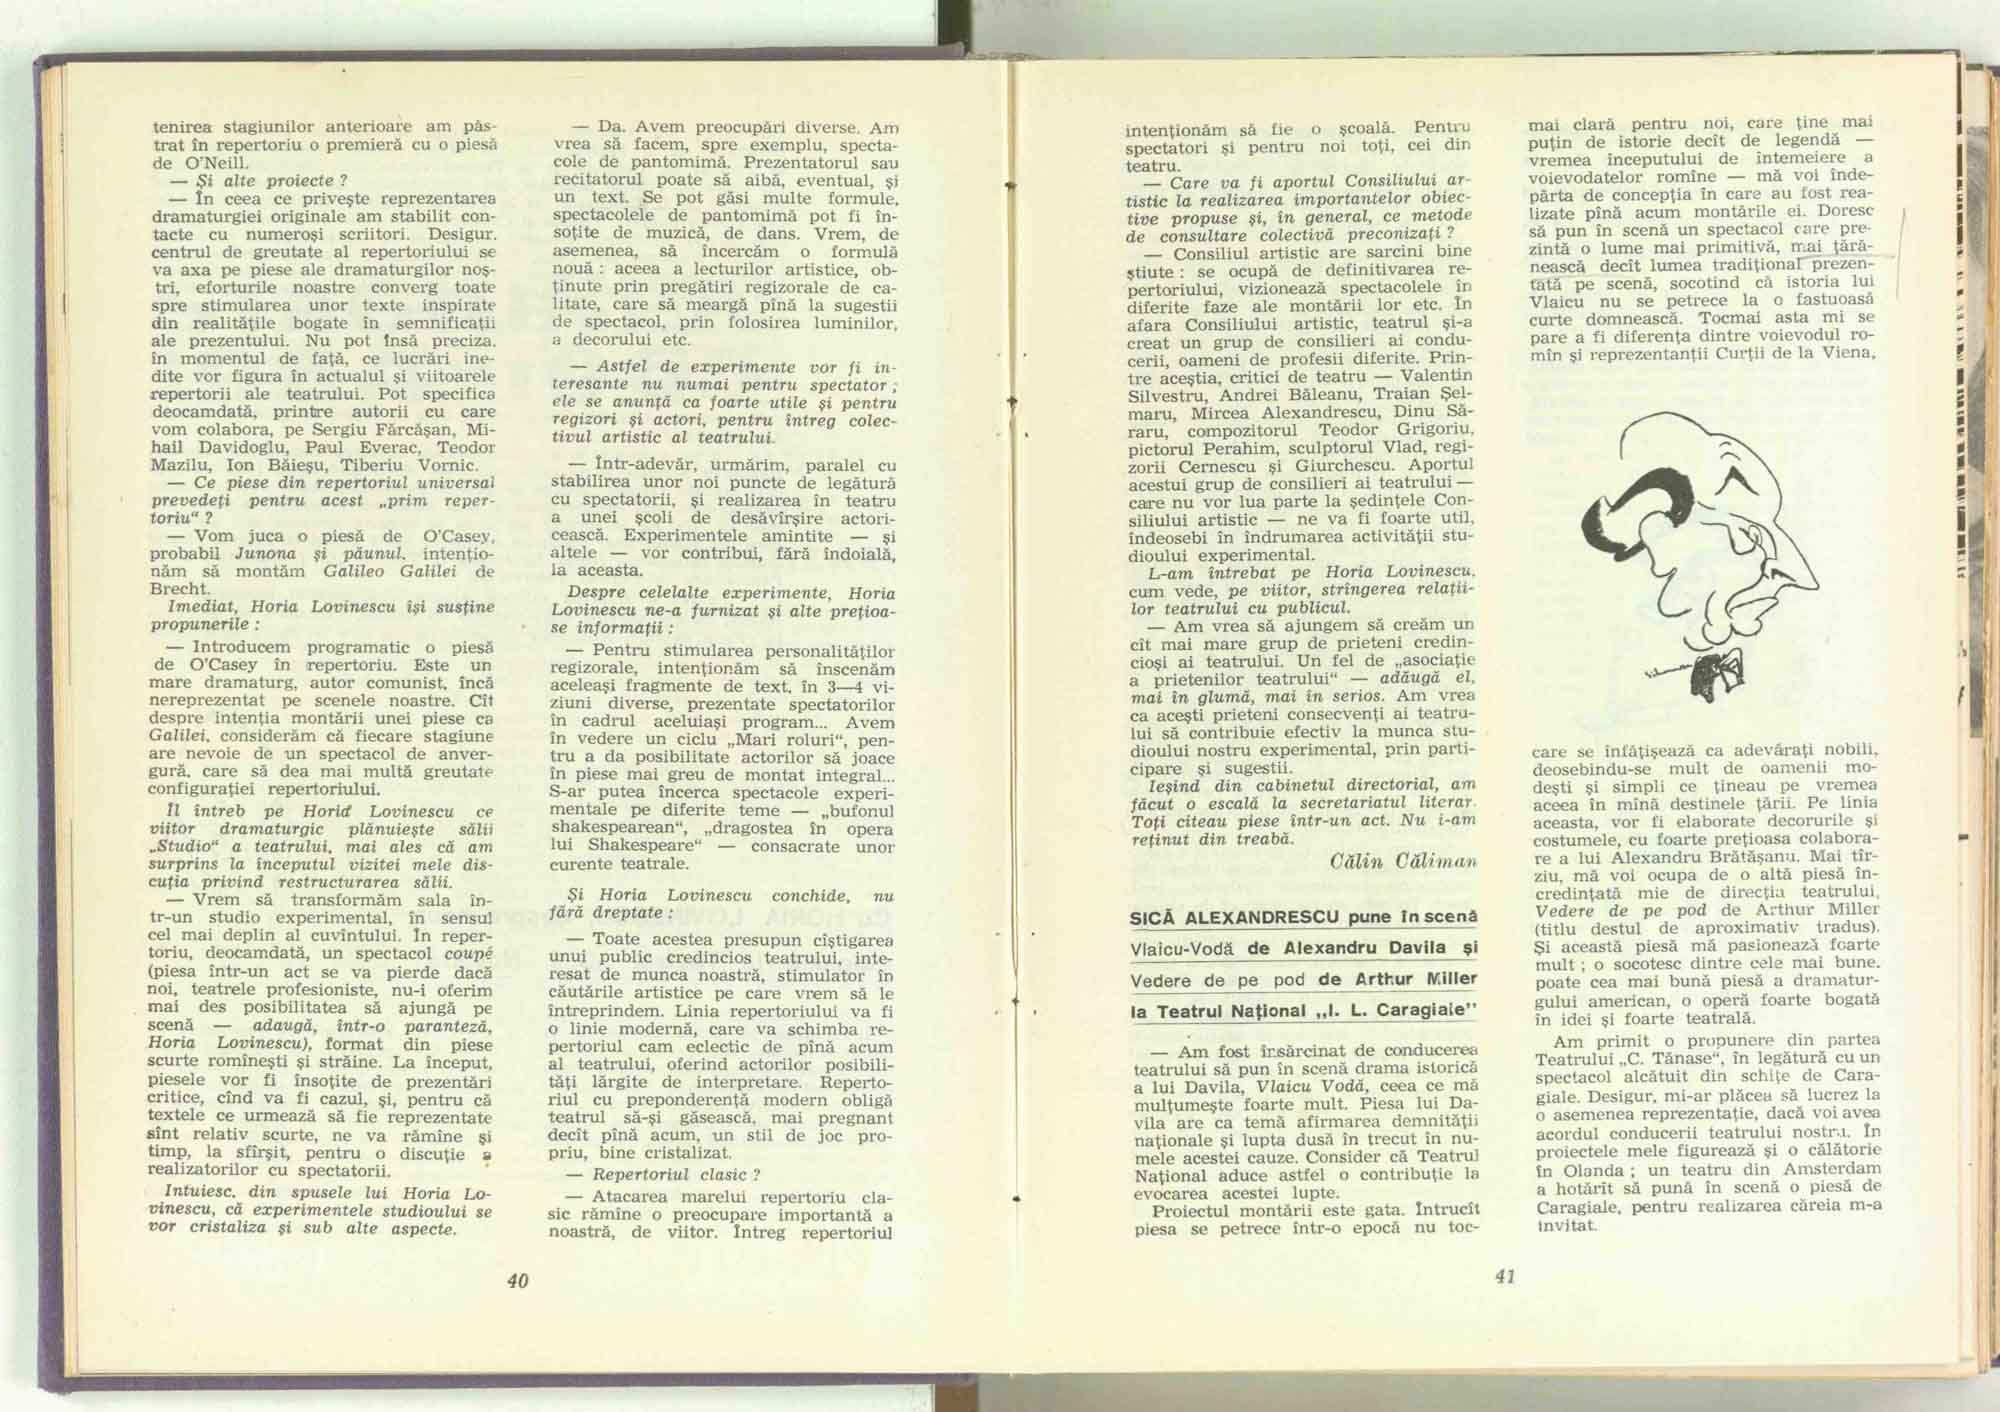 tenirea stagiunilor anterioare am păs-
trat în repertoriu o premieră cu o piesă
de O'Neill.
— Şi alte proiecte ?
— În ceea ce priveşte reprezentarea
dramaturgiei originale am stabilit con-
tacte cu numeroşi scriitori. Desigur,
centrul de greutate al repertoriului se
va axa pe piese ale dramaturgilor noş-
tri, eforturile noastre converg toate
spre stimularea unor texte inspirate
din realităţile bogate în semnificaţii
ale prezentului. Nu pot însă preciza,
în momentul de faţă, ce lucrări ine-
dite vor figura în actualul şi viitoarele
repertorii ale teatrului. Pot specifica
deocamdată, printre autorii cu care
vom colabora, pe Sergiu Fărcăşan, Mi-
hail Davidoglu, Paul Everac, Teodor
Mazilu, Ion Băieşu, Tiberiu Vornic.
— Ce piese din repertoriul universal
prevedeţi pentru acest „prim reper-
toriu“ ?
— Vom juca o piesă de O'Casey,
probabil Junona şi păunul, intenţio-
năm să montăm Galileo Galilei de
Brecht.
Imediat, Horia Lovinescu îşi susţine
propunerile :
— Introducem programatic o piesă
de O'Casey în repertoriu. Este un
mare dramaturg, autor comunist, încă
nereprezentat pe scenele noastre. Cît
despre intenţia montării unei piese ca
Galilei, considerăm că fiecare stagiune
are nevoie de un spectacol de anver-
gură, care să dea mai multă greutate
configuraţiei repertoriului.
Îl întreb pe Horia Lovinescu ce
viitor dramaturgic plănuieşte sălii
„Studio“ a teatrului, mai ales că am
surprins la începutul vizitei mele dis-
cuţia privind restructurarea sălii.
— Vrem să transformăm sala în-
tr-un studio experimental, în sensul
cel mai deplin al cuvîntului. În reper-
toriu, deocamdată, un spectacol coupé
(piesa într-un act se va pierde dacă
noi, teatrele profesioniste, nu-i oferim
mai des posibilitatea să ajungă pe
scenă — adaugă, într-o paranteză,
Horia Lovinescu), format din piese
scurte romîneşti şi străine. La început,
piesele vor fi însoţite de prezentări
critice, cînd va fi cazul, şi, pentru că
textele ce urmează să fie reprezentate
sînt relativ scurte, ne va rămîne şi
timp, la sfîrşit, pentru o discuţie a
realizatorilor cu spectatorii.
Intuiesc, din spusele lui Horia Lo-
vinescu, că experimentele studioului se
vor cristaliza şi sub alte aspecte.
— Da. Avem preocupări diverse. Am
vrea să facem, spre exemplu, specta-
cole de pantomimă. Prezentatorul sau
recitatorul poate să aibă, eventual, şi
un text. Se pot găsi multe formule,
spectacolele de pantomimă pot fi în-
soţite de muzică, de dans. Vrem, de
asemenea, să încercăm o formulă
nouă : aceea a lecturilor artistice, ob-
ţinute prin pregătiri regizorale de ca-
litate, care să meargă pînă la sugestii
de spectacol, prin folosirea luminilor,
a decorului etc.
— Astfel de experimente vor fi in-
teresante nu numai pentru spectator ;
ele se anunţă ca foarte utile şi pentru
regizori şi actori, pentru întreg colec-
tivul artistic al teatrului.
— Într-adevăr, urmărim, paralel cu
stabilirea unor noi puncte de legătură
cu spectatorii, şi realizarea în teatru
a unei şcoli de desăvîrşire actori-
cească. Experimentele amintite — şi
altele — vor contribui, fără îndoială,
la aceasta.
Despre celelalte experimente, Horia
Lovinescu ne-a furnizat şi alte preţioa-
se informaţii :
— Pentru stimularea personalităţilor
regizorale, intenţionăm să înscenăm
aceleaşi fragmente de text, în 3—4 vi-
ziuni diverse, prezentate spectatorilor
în cadrul aceluiaşi program... Avem
în vedere un ciclu „Mari roluri“, pen-
tru a da posibilitate actorilor să joace
în piese mai greu de montat integral...
S-ar putea încerca spectacole experi-
mentale pe diferite teme — „bufonul
shakespearean“, „dragostea în opera
lui Shakespeare“ — consacrate unor
curente teatrale.
Şi Horia Lovinescu conchide, nu
fără dreptate :
— Toate acestea presupun cîştigarea
unui public credincios teatrului, inte-
resat de munca noastră, stimulator în
căutările artistice pe care vrem să le
întreprindem. Linia repertoriului va fi
o linie modernă, care va schimba re-
pertoriul cam eclectic de pînă acum
al teatrului, oferind actorilor posibili-
tăţi lărgite de interpretare. Reperto-
riul cu preponderenţă modern obligă
teatrul să-şi găsească, mai pregnant
decît pînă acum, un stil de joc pro-
priu, bine cristalizat.
— Repertoriul clasic ?
— Atacarea marelui repertoriu cla-
sic rămîne o preocupare importantă a
noastră, de viitor. Întreg repertoriul
40
intenţionăm să fie o şcoală. Pentru
spectatori şi pentru noi toţi, cei din
teatru.
— Care va fi aportul Consiliului ar-
tistic la realizarea importantelor obiec-
tive propuse şi, în general, ce metode
de consultare colectivă preconizaţi ?
— Consiliul artistic are sarcini bine
ştiute : se ocupă de definitivarea re-
pertoriului, vizionează spectacolele în
diferite faze ale montării lor etc. În
afara Consiliului artistic, teatrul şi-a
creat un grup de consilieri ai condu-
cerii, oameni de profesii diferite. Prin-
tre aceştia, critici de teatru — Valentin
Silvestru, Andrei Băleanu, Traian Şel-
maru, Mircea Alexandrescu, Dinu Să-
raru, compozitorul Teodor Grigoriu,
pictorul Perahim, sculptorul Vlad, regi-
zorii Cernescu şi Giurchescu. Aportul
acestui grup de consilieri ai teatrului —
care nu vor lua parte la şedinţele Con-
siliului artistic — ne va fi foarte util,
îndeosebi în îndrumarea activităţii stu-
dioului experimental.
L-am întrebat pe Horia Lovinescu,
cum vede, pe viitor, strîngerea relaţii-
lor teatrului cu publicul.
— Am vrea să ajungem să creăm un
cît mai mare grup de prieteni credin-
cioşi ai teatrului. Un fel de „asociaţie
a prietenilor teatrului“ — adăugă el,
mai în glumă, mai în serios. Am vrea
ca aceşti prieteni consecvenţi ai teatru-
lui să contribuie efectiv la munca stu-
dioului nostru experimental, prin parti-
cipare şi sugestii.
Ieşind din cabinetul directorial, am
făcut o escală la secretariatul literar.
Toţi citeau piese într-un act. Nu i-am
reţinut din treabă.
Călin Căliman
SICĂ ALEXANDRESCU pune în scenă
Vlaicu-Vodă de Alexandru Davila şi
Vedere de pe pod de Arthur Miller
la Teatrul Naţional „I. L. Caragiale”
— Am fost însărcinat de conducerea
teatrului să pun în scenă drama istorică
a lui Davila, Vlaicu Vodă, ceea ce mă
mulţumeşte foarte mult. Piesa lui Da-
vila are ca temă afirmarea demnităţii
naţionale şi lupta dusă în trecut în nu-
mele acestei cauze. Consider că Teatrul
Naţional aduce astfel o contribuţie la
evocarea acestei lupte.
Proiectul montării este gata. Întrucît
piesa se petrece într-o epocă nu toc-
mai clară pentru noi, care ţine mai
puţin de istorie decît de legendă —
vremea începutului de întemeiere a
voievodatelor romîne — mă voi înde-
părta de concepţia în care au fost rea-
lizate pînă acum montările ei. Doresc
să pun în scenă un spectacol care pre-
zintă o lume mai primitivă, mai ţără-
nească decît lumea tradiţional prezen-
tată pe scenă, socotind că istoria lui
Vlaicu nu se petrece la o fastuoasă
curte domnească. Tocmai asta mi se
pare a fi diferenţa dintre voievodul ro-
mîn şi reprezentanţii Curţii de la Viena,
care se înfăţişează ca adevăraţi nobili,
deosebindu-se mult de oamenii mo-
deşti şi simpli ce ţineau pe vremea
aceea în mînă destinele ţării. Pe linia
aceasta, vor fi elaborate decorurile şi
costumele, cu foarte preţioasa colabora-
re a lui Alexandru Brătăşanu. Mai tîr-
ziu, mă voi ocupa de o altă piesă în-
credinţată mie de direcţia teatrului,
Vedere de pe pod de Arthur Miller
(titlu destul de aproximativ tradus).
Şi această piesă mă pasionează foarte
mult ; o socotesc dintre cele mai bune,
poate cea mai bună piesă a dramatur-
gului american, o operă foarte bogată
în idei şi foarte teatrală.
Am primit o propunere din partea
Teatrului „C. Tănase“, în legătură cu un
spectacol alcătuit din schiţe de Cara-
giale. Desigur, mi-ar plăcea să lucrez la
o asemenea reprezentaţie, dacă voi avea
acordul conducerii teatrului nostru. În
proiectele mele figurează şi o călătorie
în Olanda ; un teatru din Amsterdam
a hotărît să pună în scenă o piesă de
Caragiale, pentru realizarea căreia m-a
invitat.
41